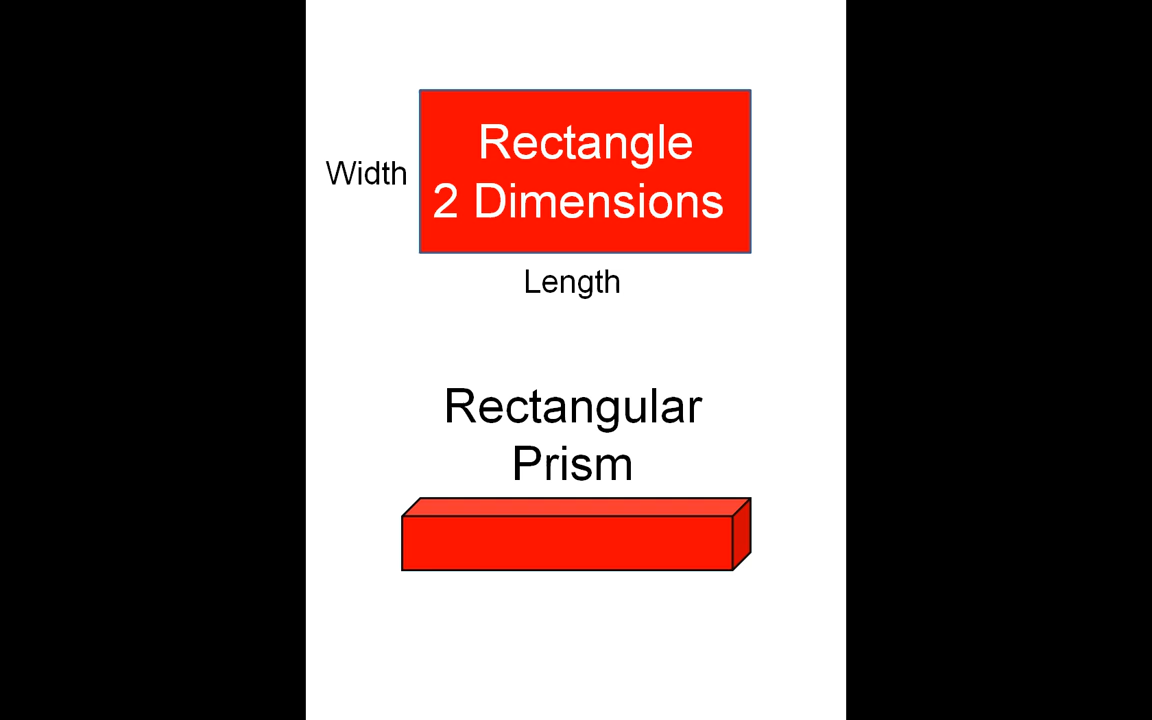 Rectangle
2 Dimensions
Width
Length
Rectangular
Prism